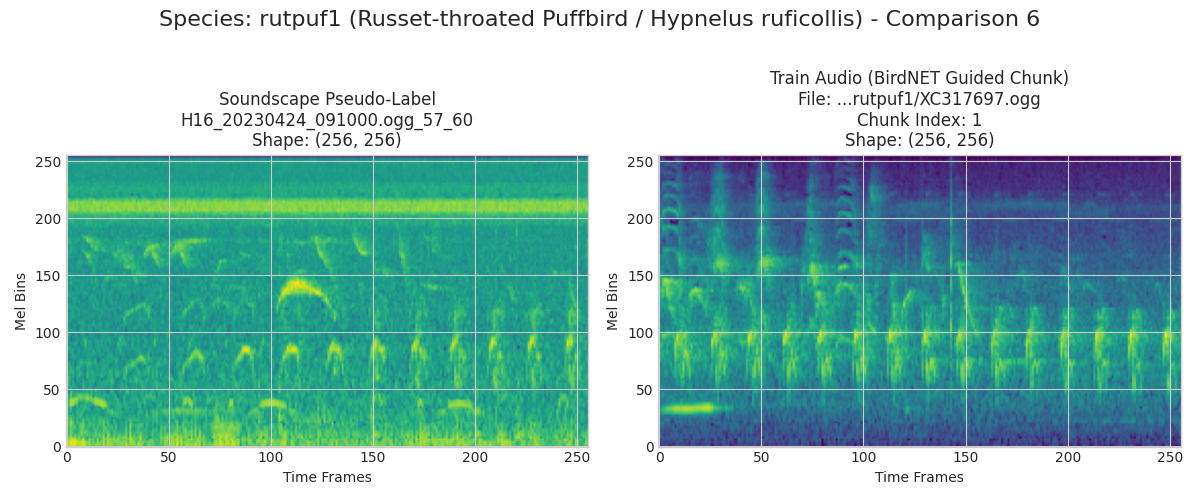 Species: rutpuf1 (Russet-throated Puffbird / Hypnelus ruficollis) - Comparison 6
Soundscape Pseudo-Label
H16_20230424_091000.ogg_57_60
Shape: (256, 256)
Train Audio (BirdNET Guided Chunk)
File: ...rutpuf1/XC317697.ogg
Chunk Index: 1
Shape: (256, 256)
250
200
150
100
50
0
Mel Bins
0 50 100 150 200 250
Time Frames
250
200
150
100
50
0
Mel Bins
0 50 100 150 200 250
Time Frames